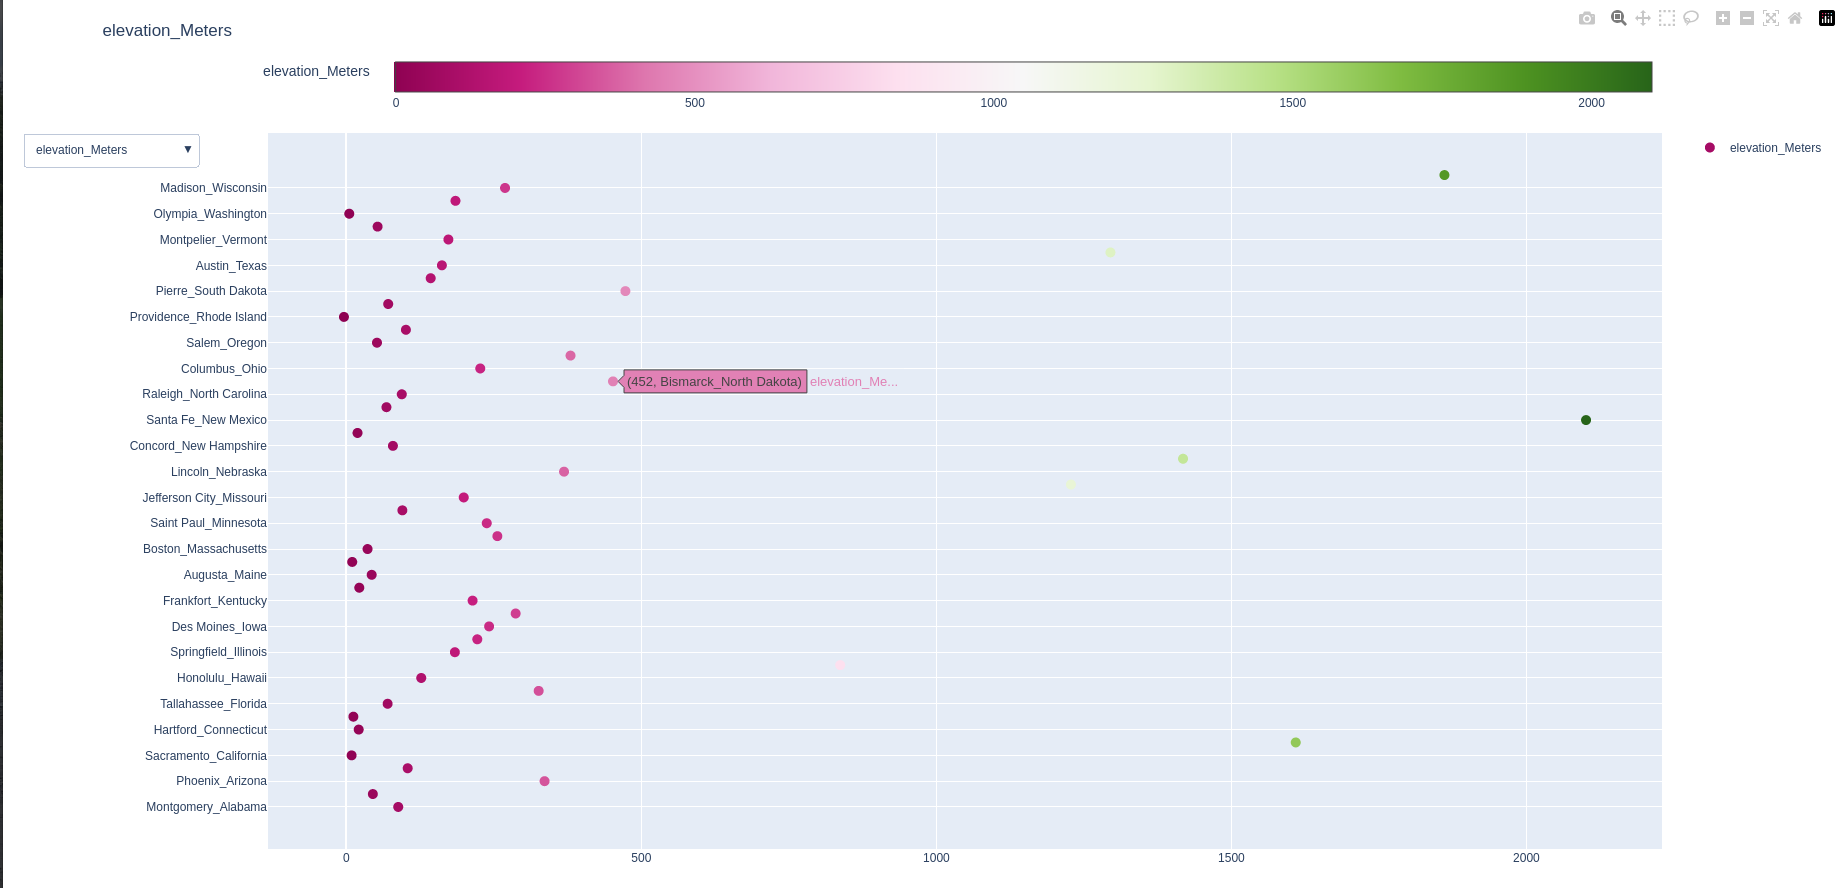 elevation_Meters
elevation_Meters
0 500 1000 1500 2000
elevation_Meters ▼
elevation_Meters
Madison_Wisconsin
Olympia_Washington
Montpelier_Vermont
Austin_Texas
Pierre_South Dakota
Providence_Rhode Island
Salem_Oregon
Columbus_Ohio
(452, Bismarck_North Dakota) elevation_Me...
Raleigh_North Carolina
Santa Fe_New Mexico
Concord_New Hampshire
Lincoln_Nebraska
Jefferson City_Missouri
Saint Paul_Minnesota
Boston_Massachusetts
Augusta_Maine
Frankfort_Kentucky
Des Moines_Iowa
Springfield_Illinois
Honolulu_Hawaii
Tallahassee_Florida
Hartford_Connecticut
Sacramento_California
Phoenix_Arizona
Montgomery_Alabama
0 500 1000 1500 2000